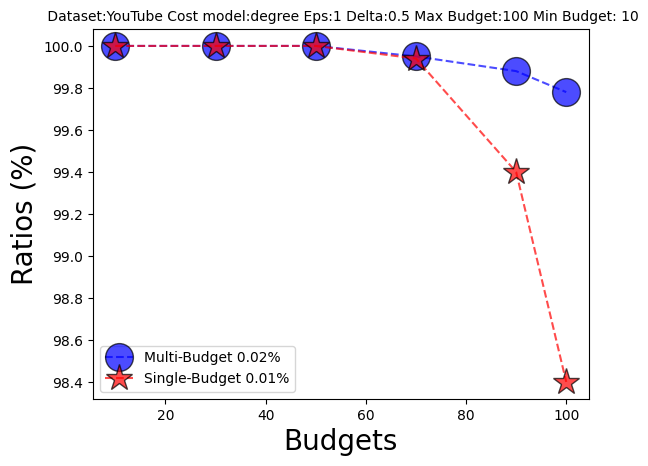 Dataset:YouTube Cost model:degree Eps:1 Delta:0.5 Max Budget:100 Min Budget: 10
100.0
99.8
99.6
99.4
99.2
99.0
98.8
98.6
98.4
Ratios (%)
Multi-Budget 0.02%
Single-Budget 0.01%
20 40 60 80 100
Budgets